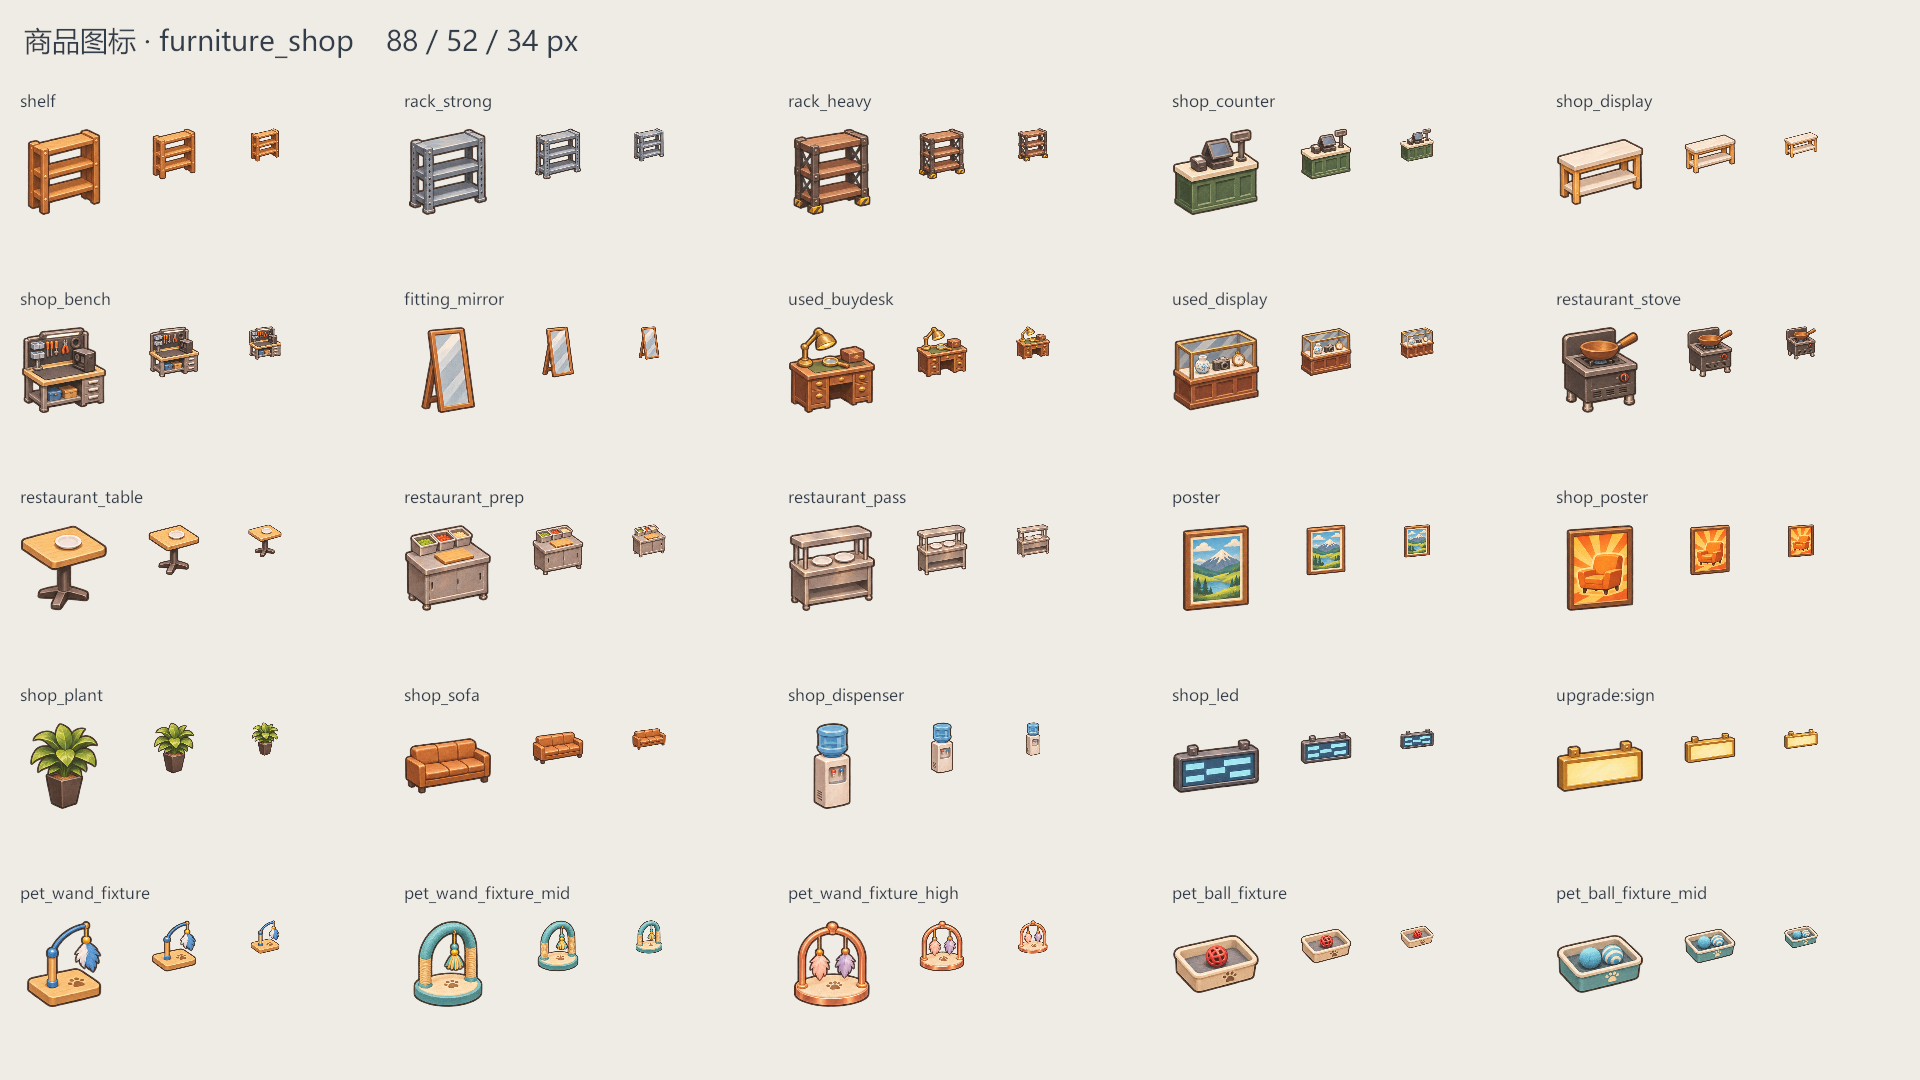 商品图标 · furniture_shop 88 / 52 / 34 px
shelf
rack_strong
rack_heavy
shop_counter
shop_display
shop_bench
fitting_mirror
used_buydesk
used_display
restaurant_stove
restaurant_table
restaurant_prep
restaurant_pass
poster
shop_poster
shop_plant
shop_sofa
shop_dispenser
shop_led
upgrade:sign
pet_wand_fixture
pet_wand_fixture_mid
pet_wand_fixture_high
pet_ball_fixture
pet_ball_fixture_mid